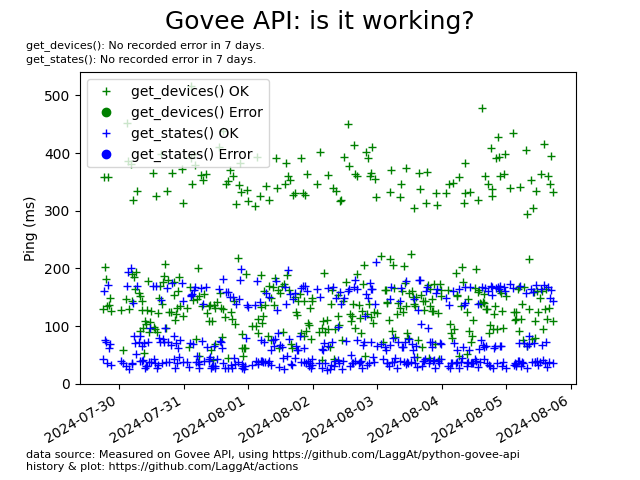 Govee API: is it working?
get_devices(): No recorded error in 7 days.
get_states(): No recorded error in 7 days.
get_devices() OK
get_devices() Error
get_states() OK
get_states() Error
Ping (ms)
500
400
300
200
100
0
2024-07-30
2024-07-31
2024-08-01
2024-08-02
2024-08-03
2024-08-04
2024-08-05
2024-08-06
data source: Measured on Govee API, using https://github.com/LaggAt/python-govee-api
history & plot: https://github.com/LaggAt/actions